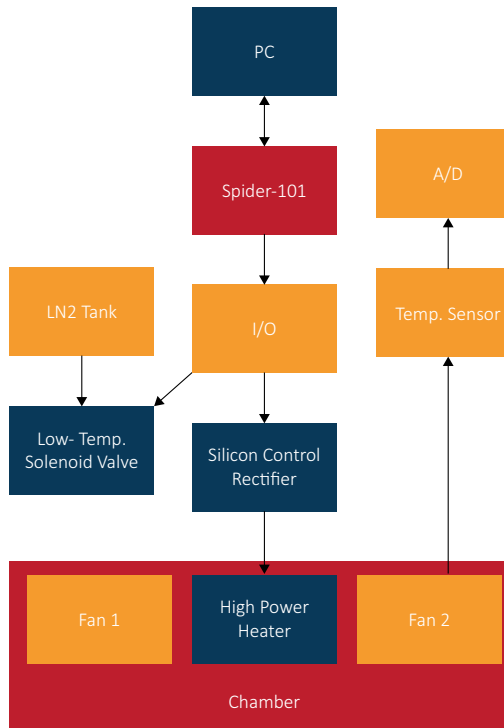 PC
Spider-101
A/D
LN2 Tank
I/O
Temp. Sensor
Low- Temp.
Solenoid Valve
Silicon Control
Rectifier
Fan 1
High Power
Heater
Fan 2
Chamber